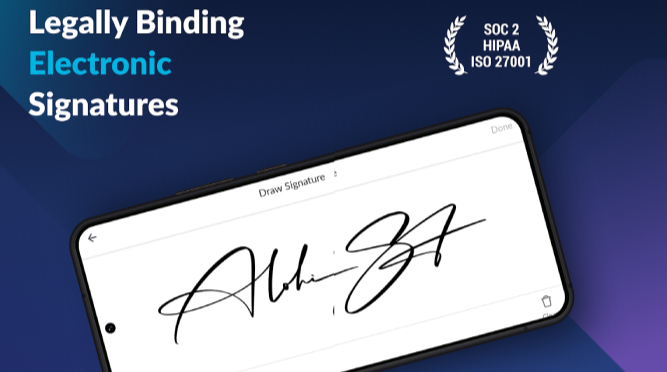 Legally Binding
Electronic
Signatures
SOC 2
HIPAA
ISO 27001
Done
Draw Signature